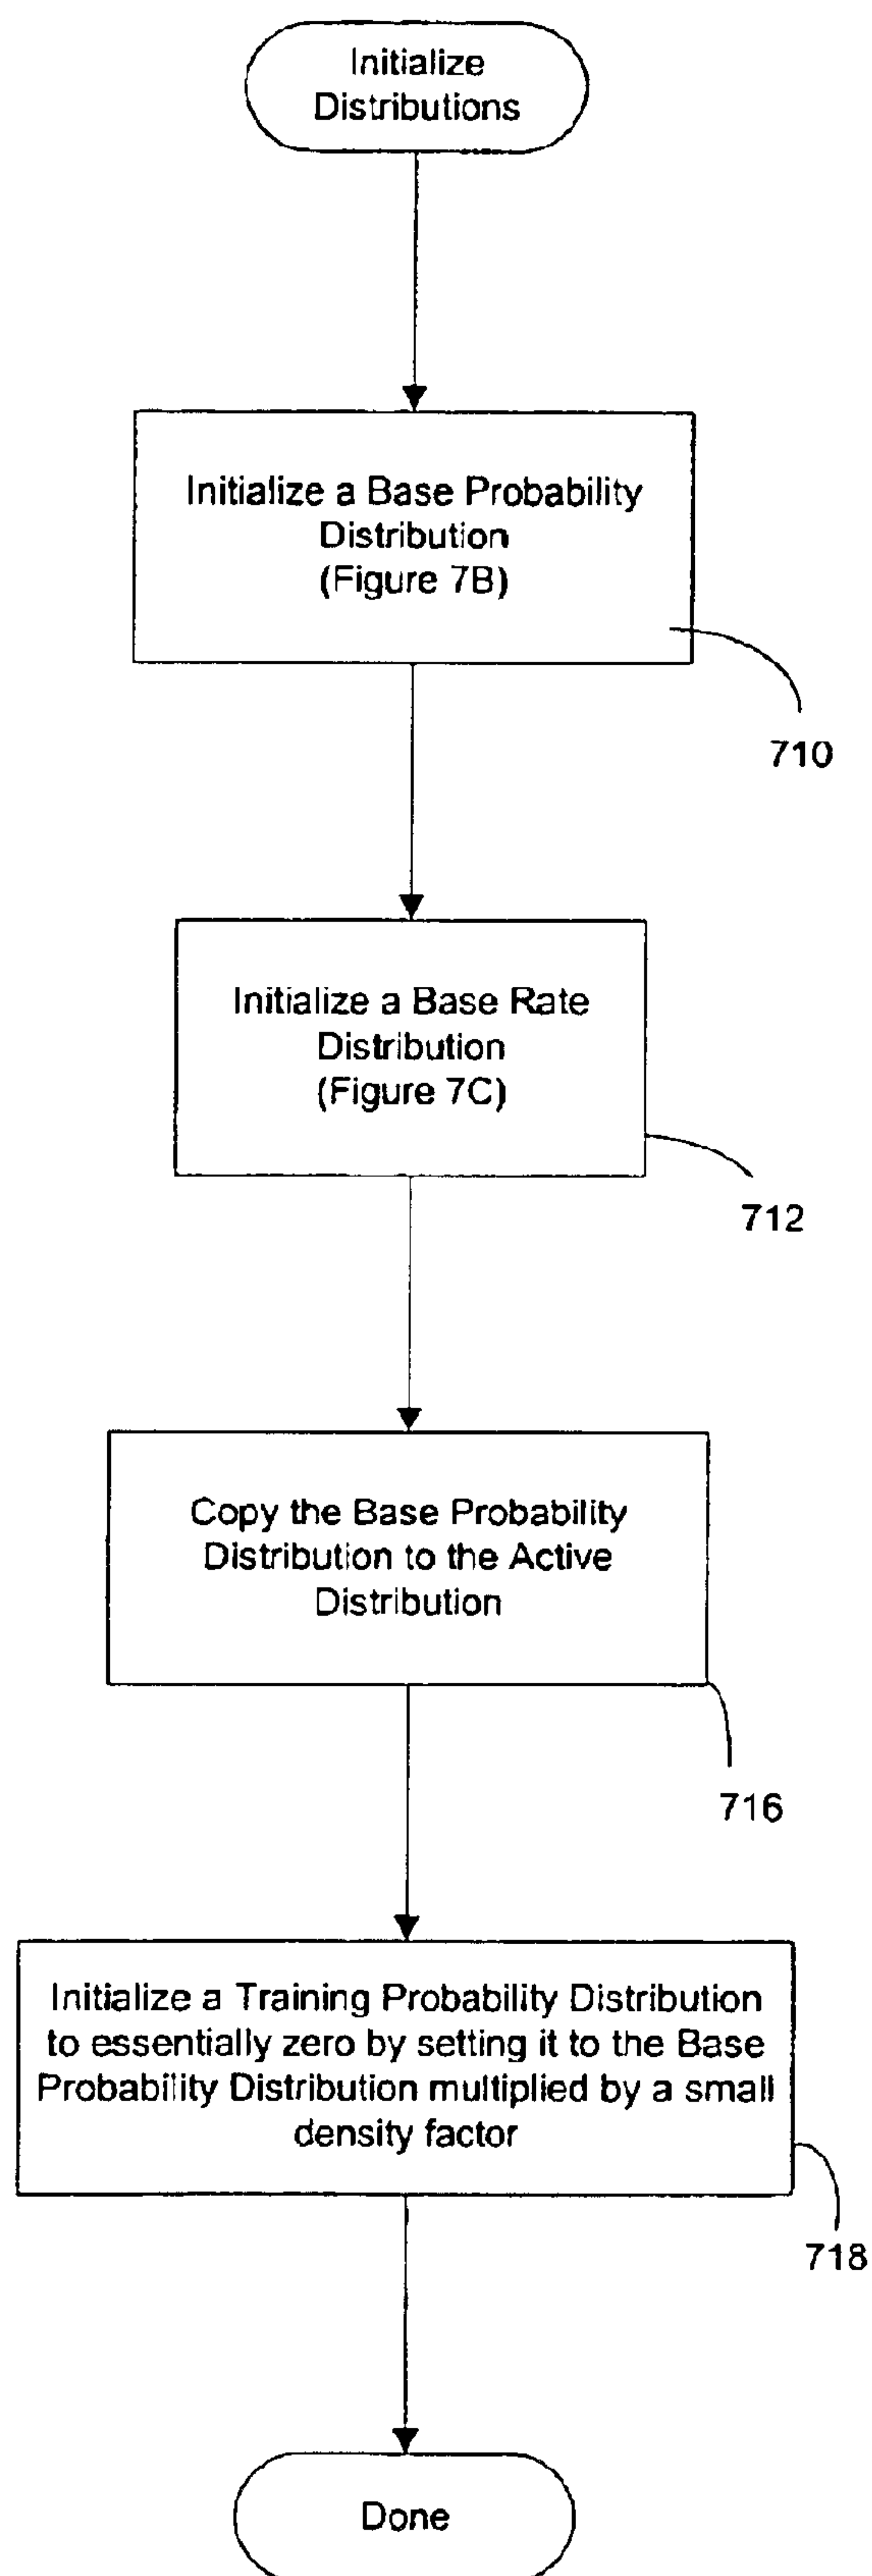 Initialize
Distributions
Initialize a Base Probability
Distribution
(Figure 7B)
710
Initialize a Base Rate
Distribution
(Figure 7C)
712
Copy the Base Probability
Distribution to the Active
Distribution
716
Initialize a Training Probability Distribution
to essentially zero by setting it to the Base
Probability Distribution multiplied by a small
density factor
718
Done